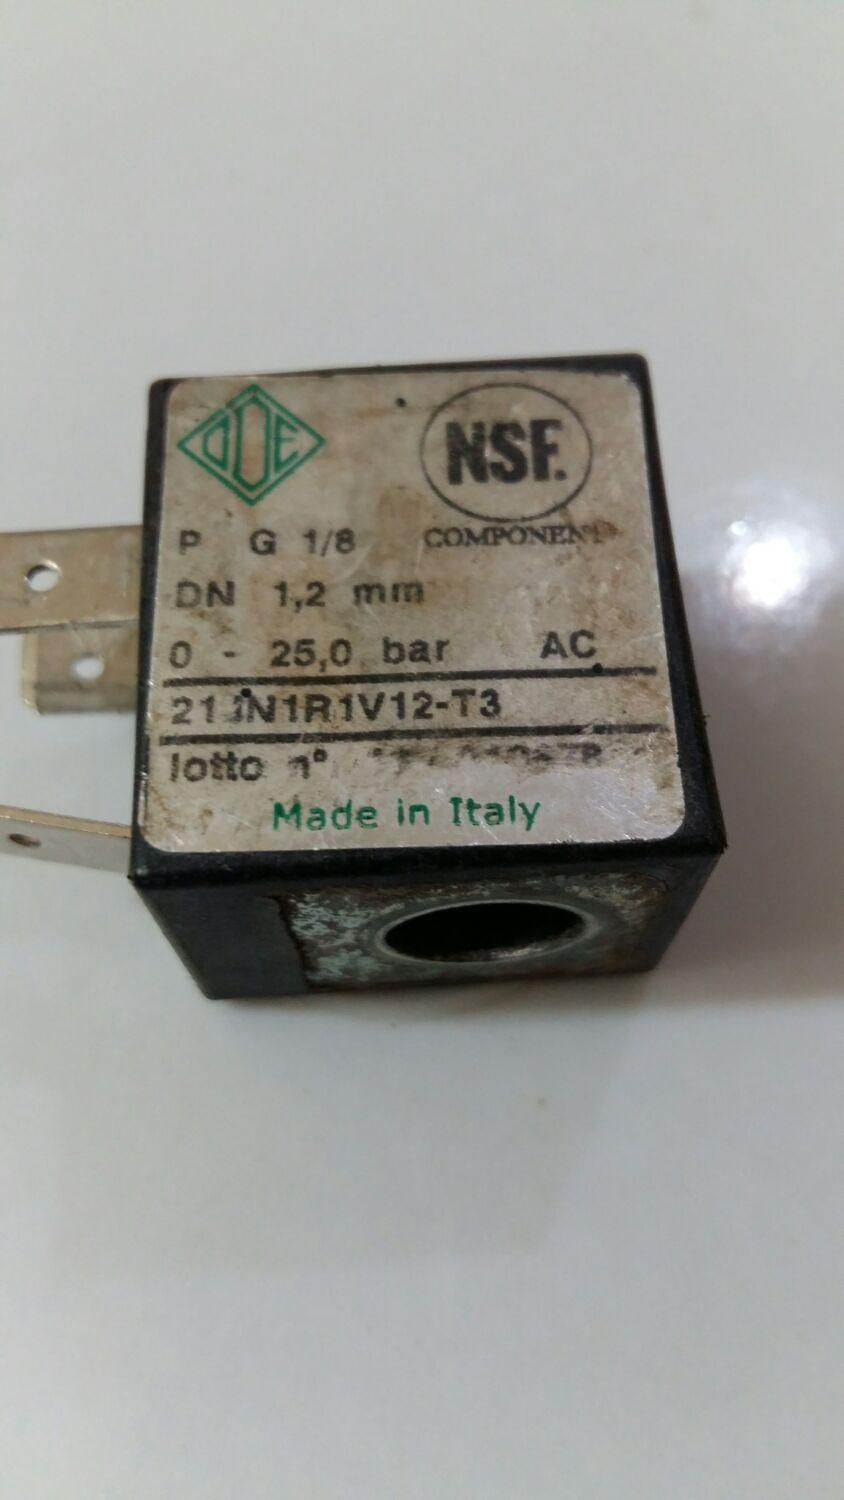 ODE
NSF.
COMPONENT
P G 1/8
DN 1,2 mm
0 - 25,0 bar AC
21JN1R1V12-T3
lotto n°
Made in Italy